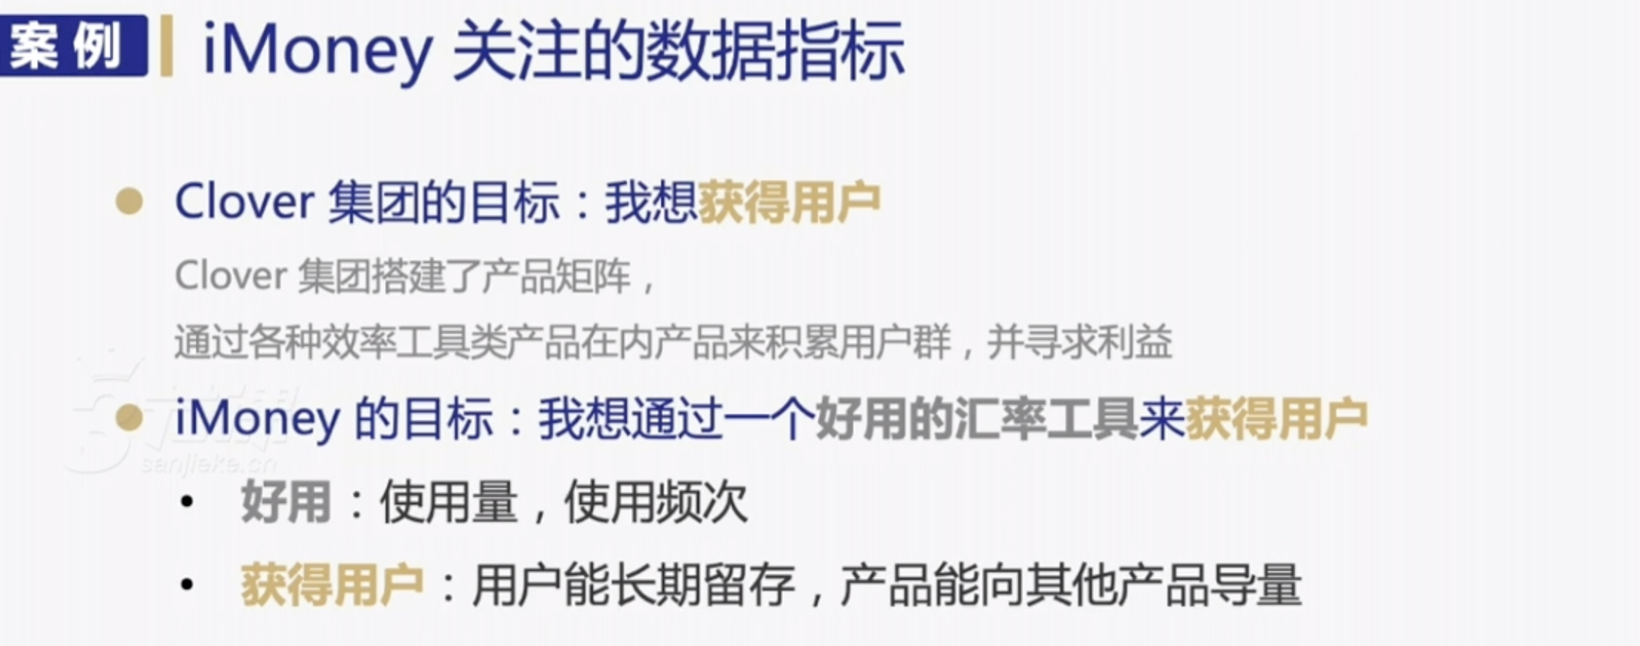 案例 iMoney 关注的数据指标
Clover 集团的目标：我想获得用户
Clover 集团搭建了产品矩阵，
通过各种效率工具类产品在内产品来积累用户群，并寻求利益
iMoney 的目标：我想通过一个好用的汇率工具来获得用户
sanjieke.cn
• 好用：使用量，使用频次
• 获得用户：用户能长期留存，产品能向其他产品导量